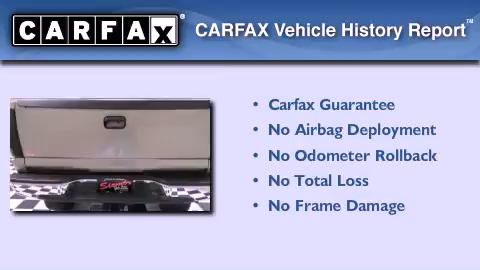 CARFAX® CARFAX Vehicle History Report™
• Carfax Guarantee
• No Airbag Deployment
• No Odometer Rollback
• No Total Loss
• No Frame Damage